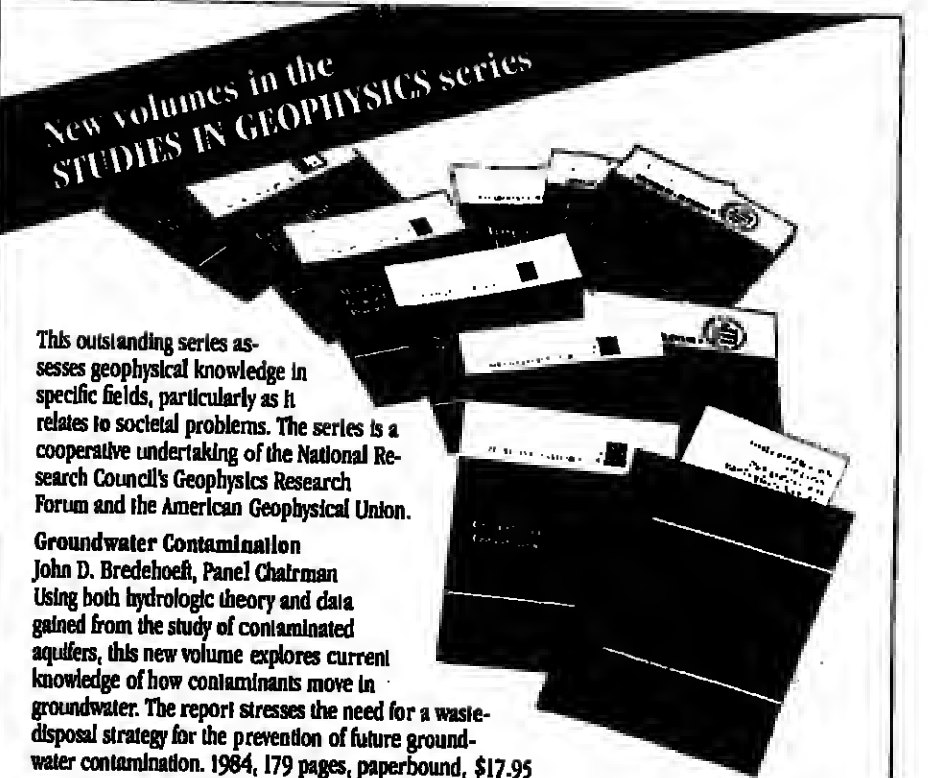 New volumes in the
STUDIES IN GEOPHYSICS series
This outstanding series as-
sesses geophysical knowledge in
specific fields, particularly as it
relates to societal problems. The series is a
cooperative undertaking of the National Re-
search Council's Geophysics Research
Forum and the American Geophysical Union.
Groundwater Contamination
John D. Bredehoeft, Panel Chairman
Using both hydrologic theory and data
gained from the study of contaminated
aquifers, this new volume explores current
knowledge of how contaminants move in
groundwater. The report stresses the need for a waste-
disposal strategy for the prevention of future ground-
water contamination. 1984, 179 pages, paperbound, $17.95